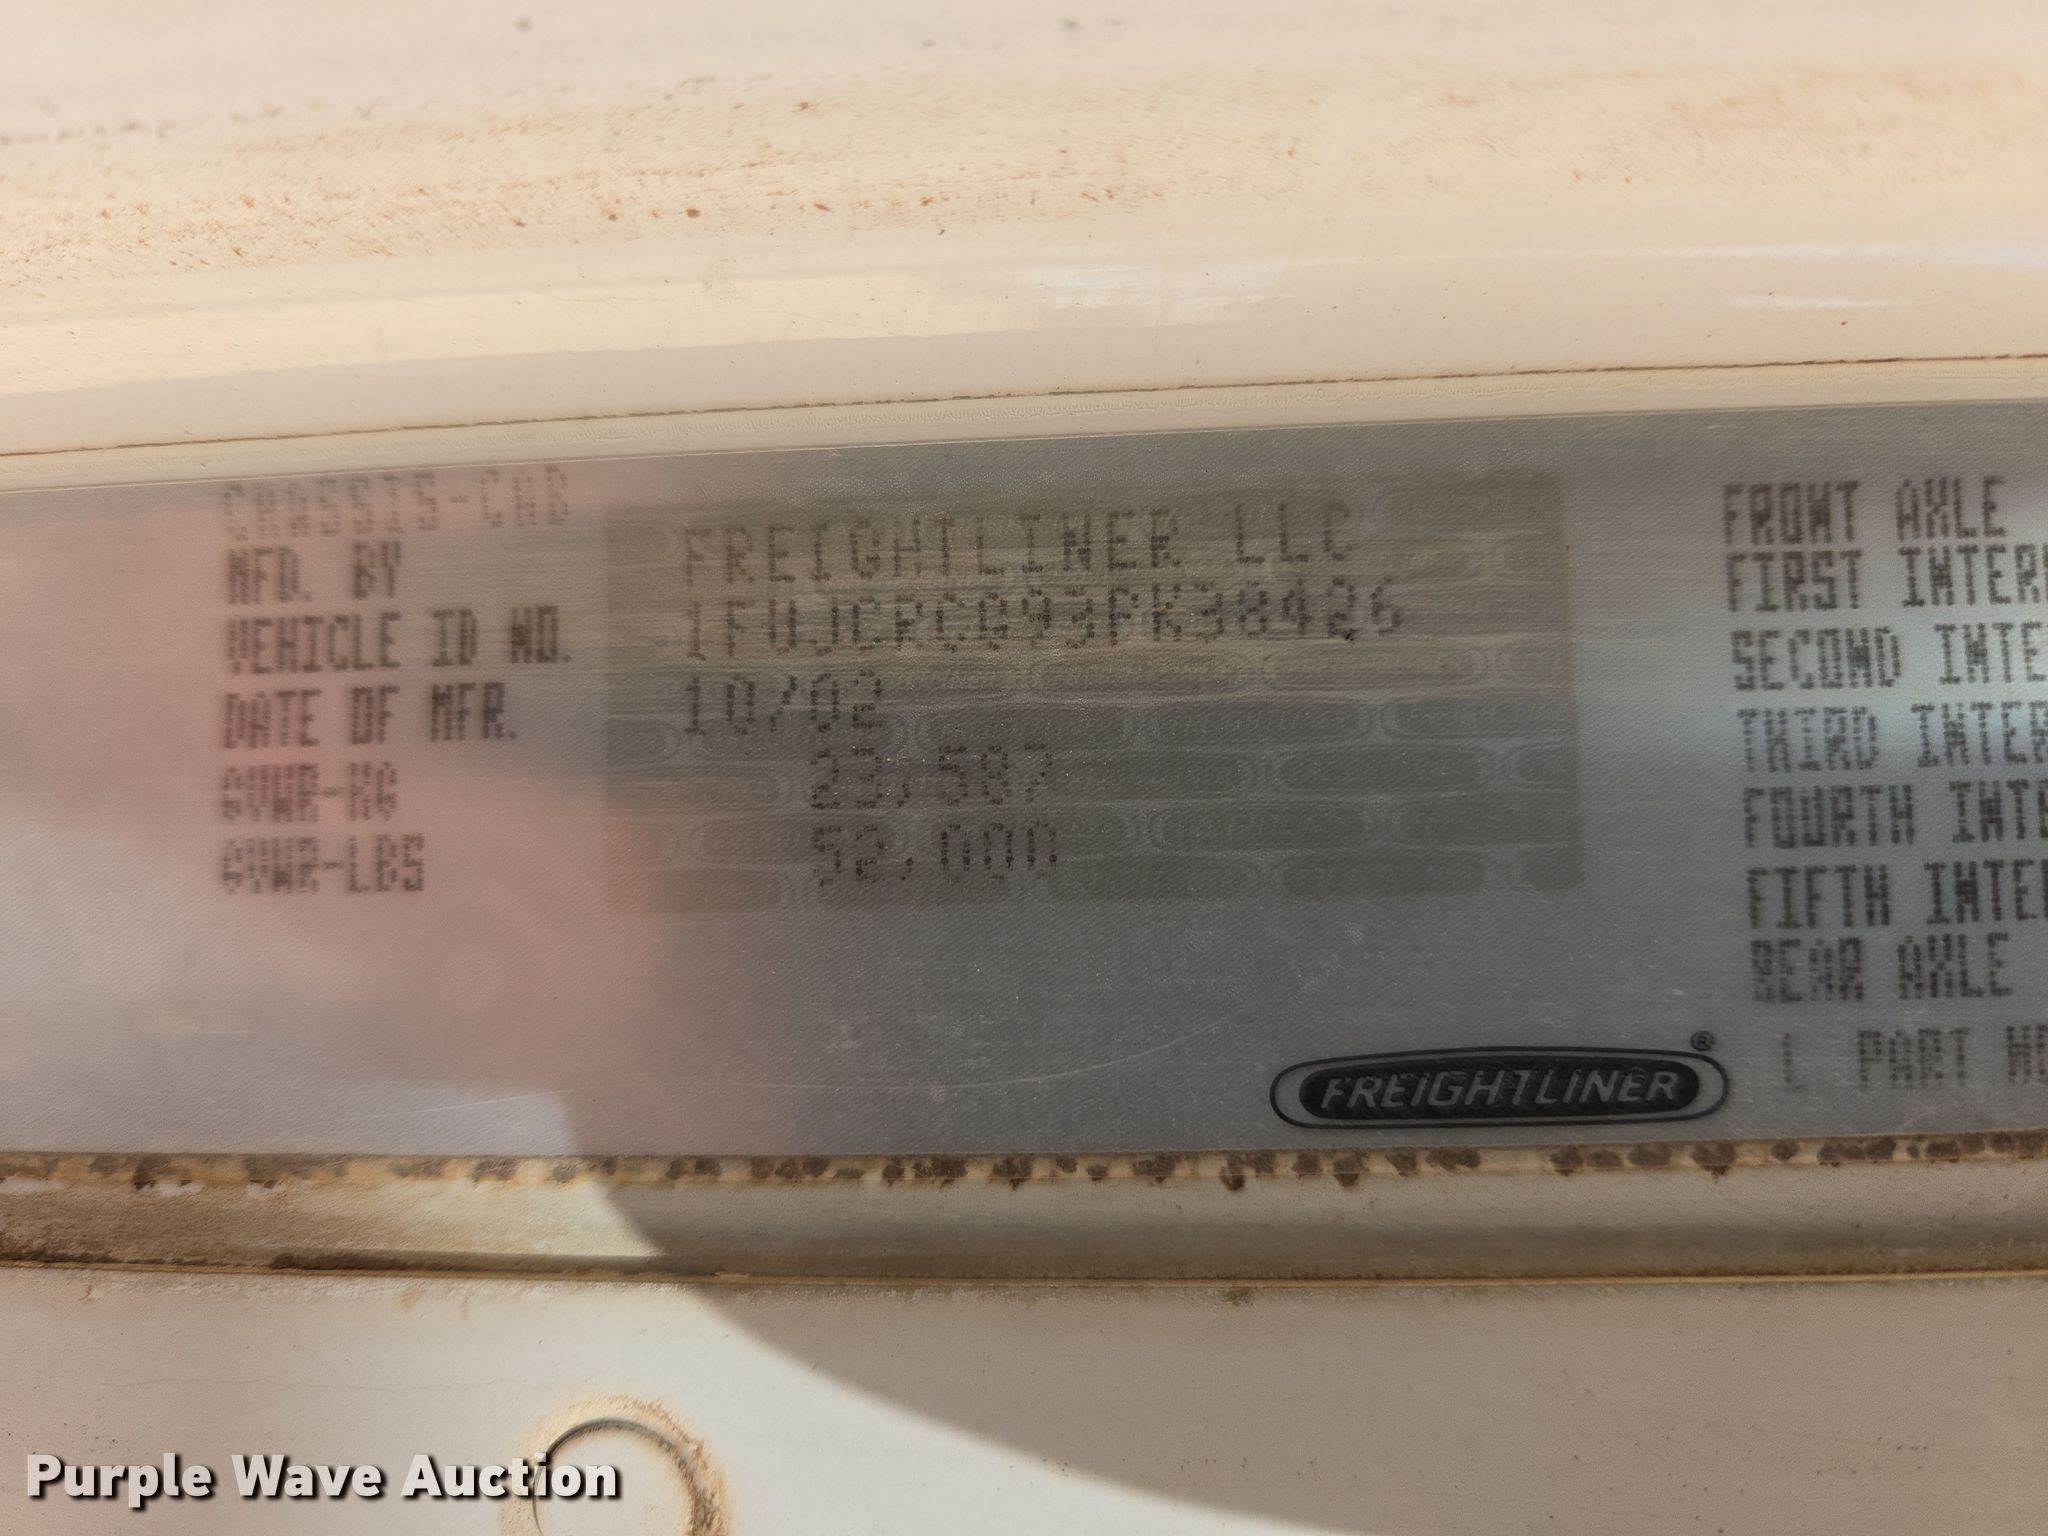 CHASSIS-CAB
MFD. BY FREIGHTLINER LLC
VEHICLE ID NO. 1FUJCRCG93PK38426
DATE OF MFR. 10/02
GVWR-KG 23,587
GVWR-LBS 52,000
FRONT AXLE
FIRST INTER
SECOND INTE
THIRD INTER
FOURTH INTE
FIFTH INTER
REAR AXLE
L PART
FREIGHTLINER®
Purple Wave Auction